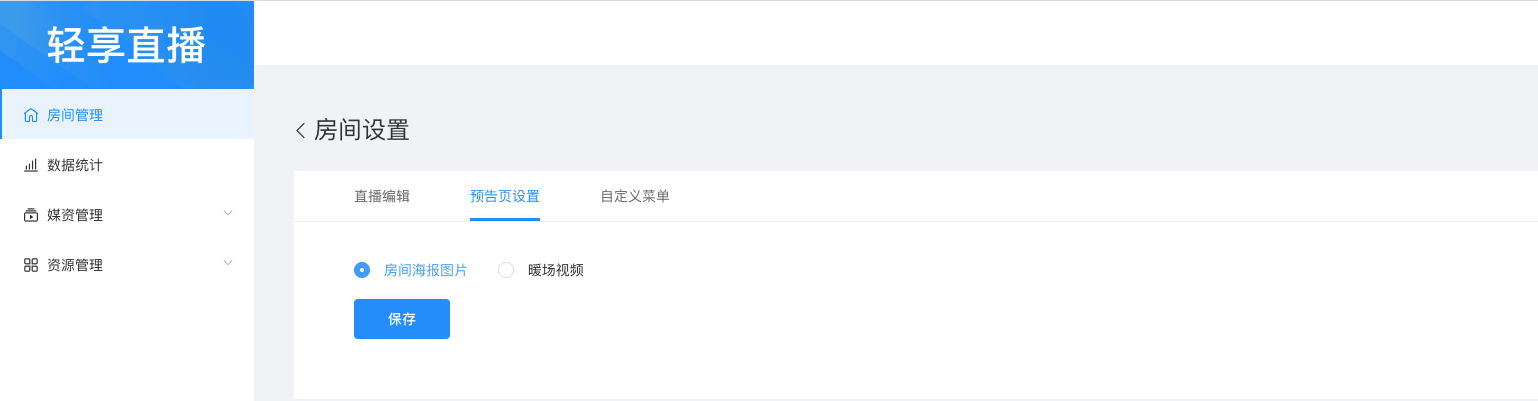 轻享直播
房间管理
数据统计
媒资管理
资源管理
房间设置
直播编辑 预告页设置 自定义菜单
房间海报图片 暖场视频
保存